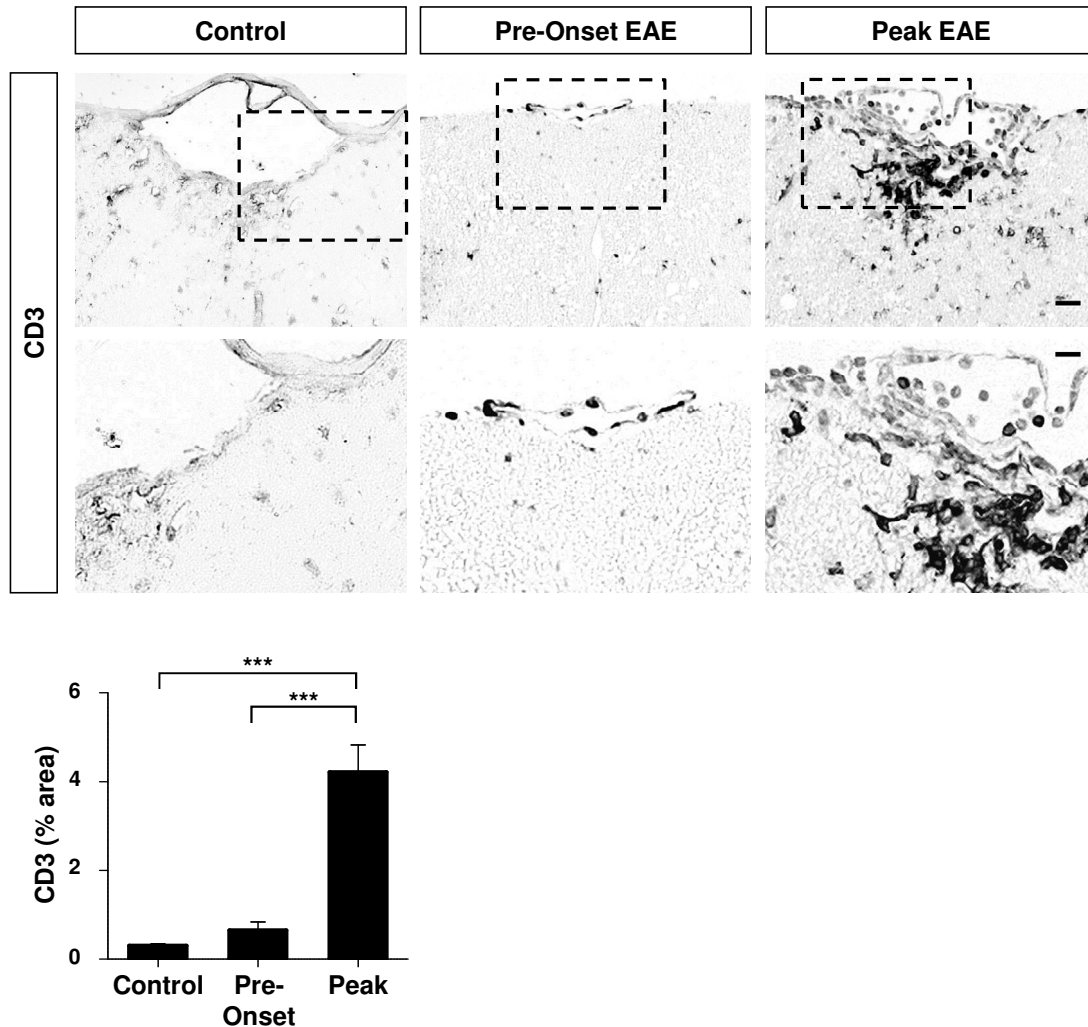 Control
Pre-Onset EAE
Peak EAE
CD3
***
***
6
4
2
0
CD3 (% area)
Control
Pre-
Onset
Peak